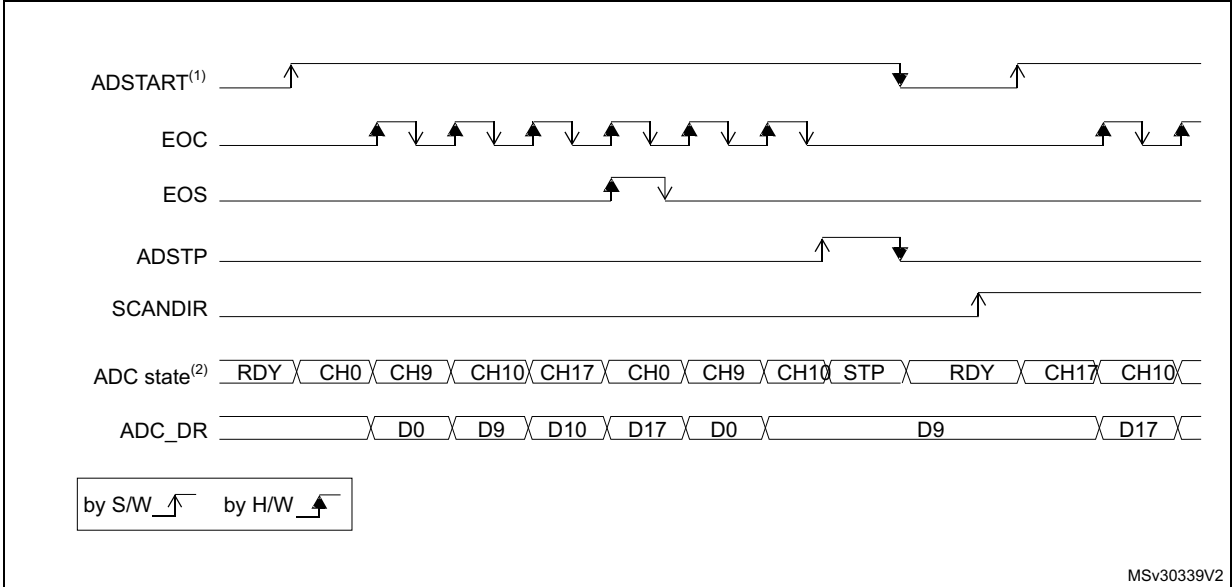 ADSTART(1)
EOC
EOS
ADSTP
SCANDIR
ADC state(2) RDY CH0 CH9 CH10 CH17 CH0 CH9 CH10 STP RDY CH17 CH10
ADC_DR D0 D9 D10 D17 D0 D9 D17
by S/W by H/W
MSv30339V2